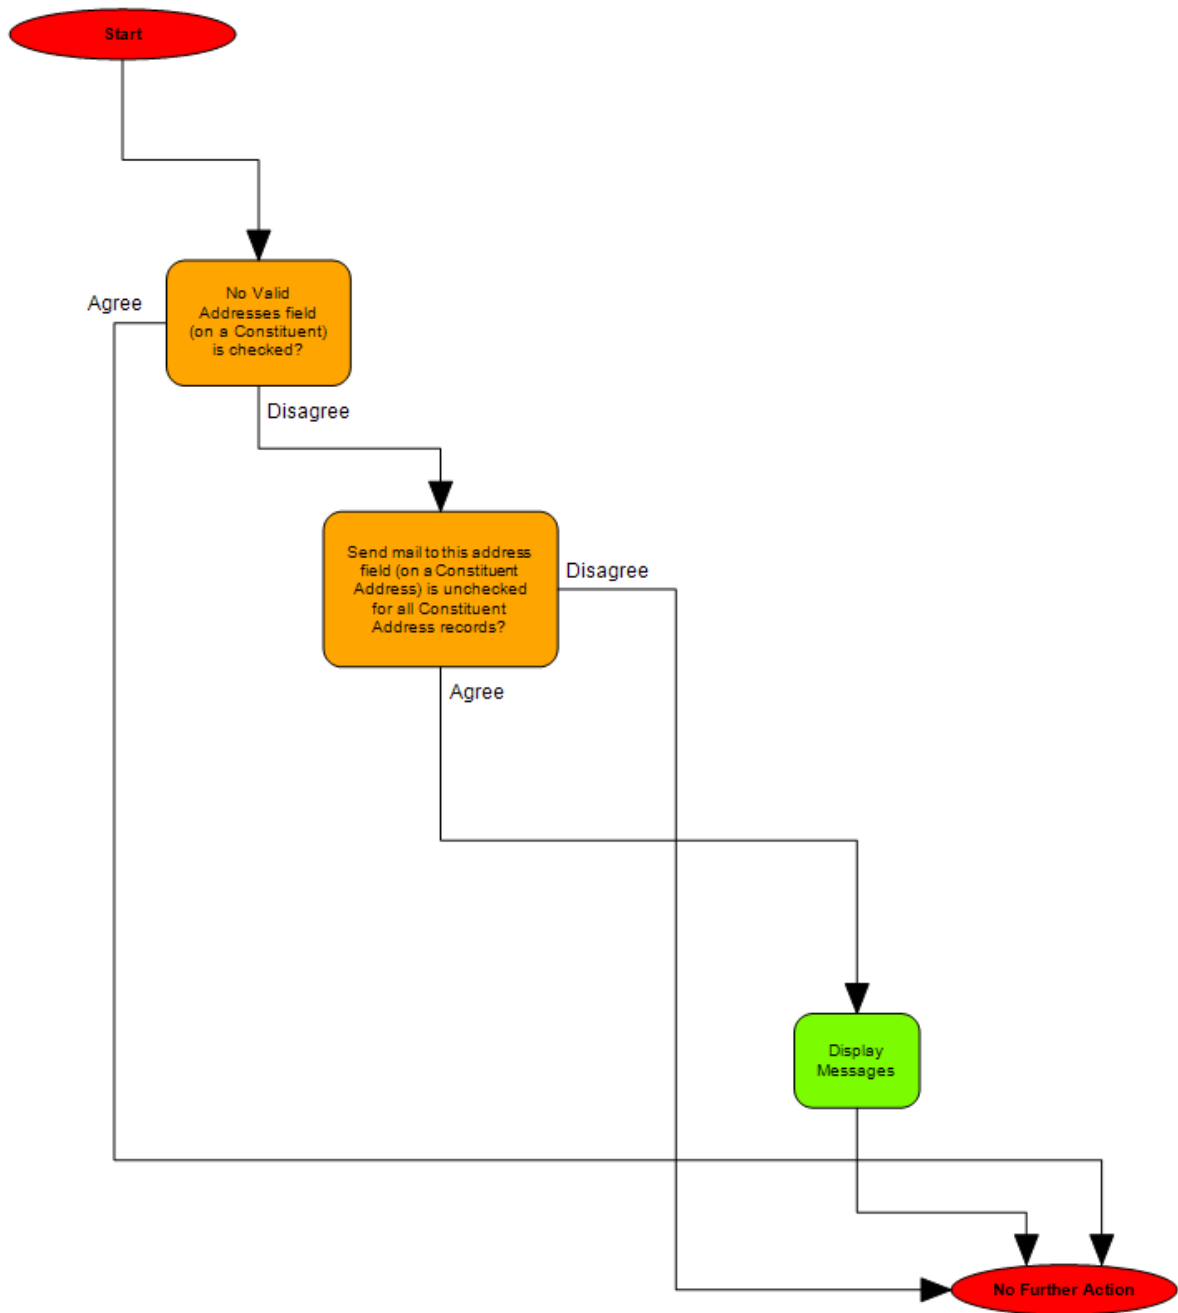 Start
Agree
No Valid
Addresses field
(on a Constituent)
is checked?
Disagree
Send mail to this address
field (on a Constituent
Address) is unchecked
for all Constituent
Address records?
Disagree
Agree
Display
Messages
No Further Action